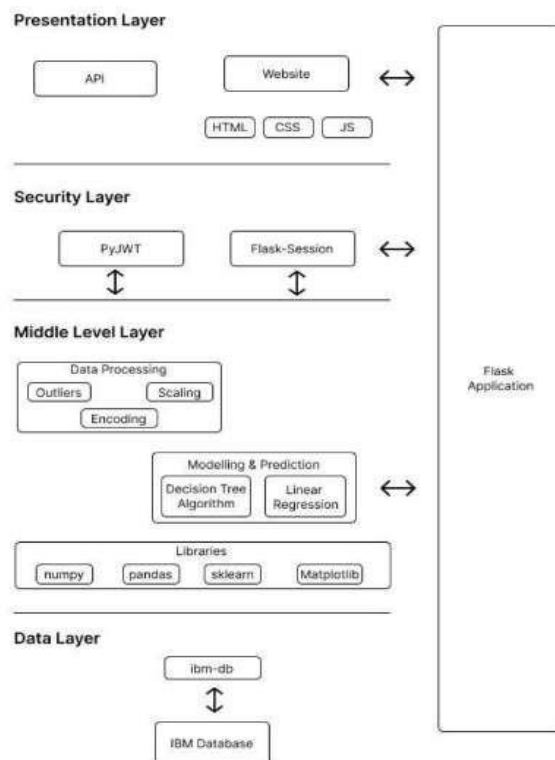 Presentation Layer
API
Website
HTML CSS JS
Security Layer
PyJWT
Flask-Session
Middle Level Layer
Data Processing
Outliers Scaling
Encoding
Modelling & Prediction
Decision Tree
Algorithm
Linear
Regression
Libraries
numpy pandas sklearn Matplotlib
Data Layer
ibm-db
IBM Database
Flask
Application